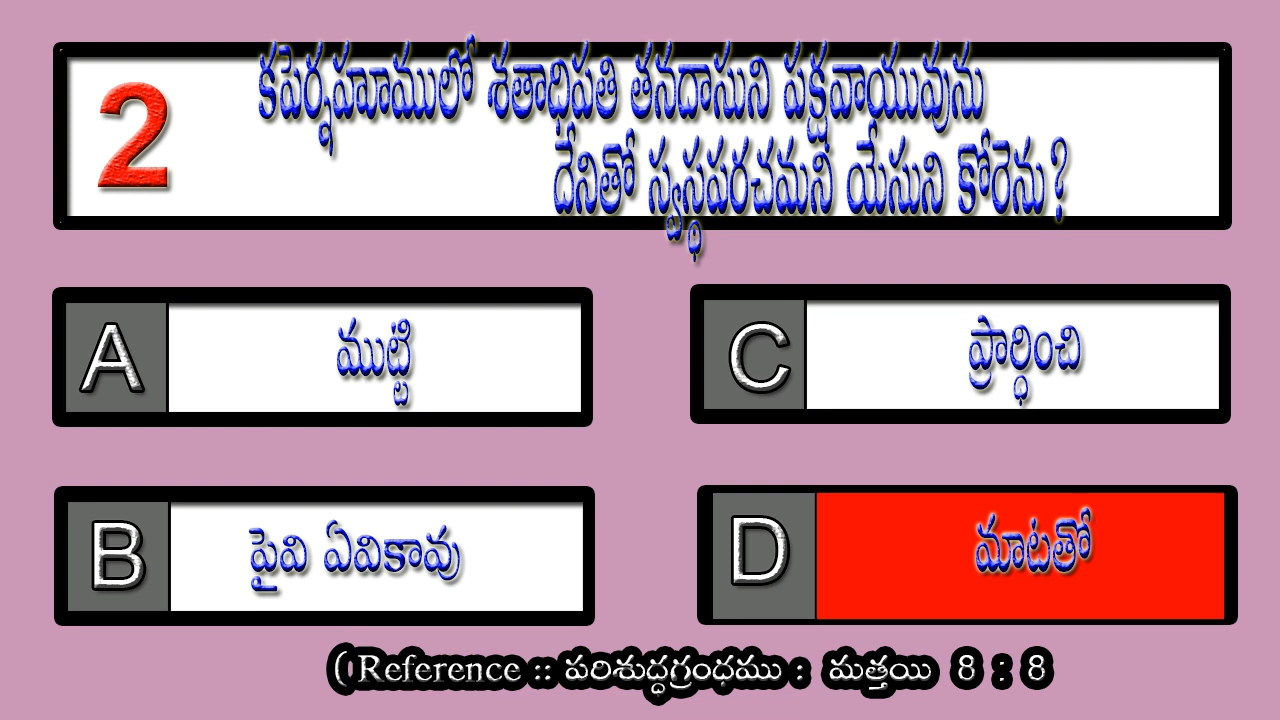 2
కపెర్నహూములో శతాధిపతి తనదాసుని పక్షవాయువును
దేనితో స్వస్థపరచమని యేసుని కోరెను?
A ముట్టి
C ప్రార్ధించి
B పైవి ఏవికావు
D మాటతో
( Reference :: పరిశుద్ధగ్రంధము : మత్తయి 8 : 8